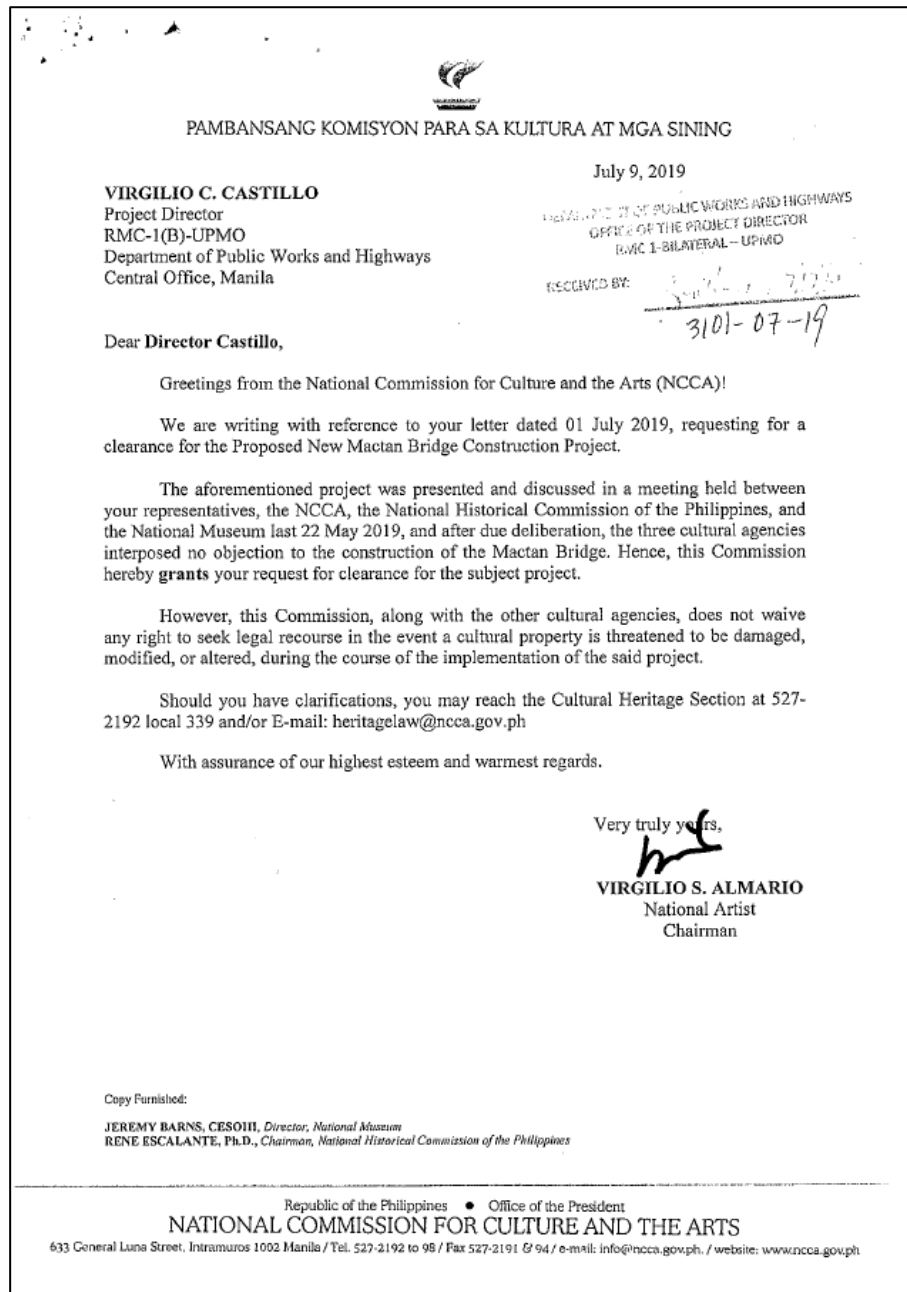 PAMBANSANG KOMISYON PARA SA KULTURA AT MGA SINING
July 9, 2019
VIRGILIO C. CASTILLO
Project Director
RMC-1(B)-UPMO
Department of Public Works and Highways
Central Office, Manila
OF PUBLIC WORKS AND HIGHWAYS
OFFICE OF THE PROJECT DIRECTOR
RMC 1-BILATERAL – UPMO
RECEIVED BY:
3101-07-19
Dear Director Castillo,
Greetings from the National Commission for Culture and the Arts (NCCA)!
We are writing with reference to your letter dated 01 July 2019, requesting for a
clearance for the Proposed New Mactan Bridge Construction Project.
The aforementioned project was presented and discussed in a meeting held between
your representatives, the NCCA, the National Historical Commission of the Philippines, and
the National Museum last 22 May 2019, and after due deliberation, the three cultural agencies
interposed no objection to the construction of the Mactan Bridge. Hence, this Commission
hereby grants your request for clearance for the subject project.
However, this Commission, along with the other cultural agencies, does not waive
any right to seek legal recourse in the event a cultural property is threatened to be damaged,
modified, or altered, during the course of the implementation of the said project.
Should you have clarifications, you may reach the Cultural Heritage Section at 527-
2192 local 339 and/or E-mail: heritagelaw@ncca.gov.ph
With assurance of our highest esteem and warmest regards.
Very truly yours,
VIRGILIO S. ALMARIO
National Artist
Chairman
Copy Furnished:
JEREMY BARNS, CESOIII, Director, National Museum
RENE ESCALANTE, Ph.D., Chairman, National Historical Commission of the Philippines
Republic of the Philippines ● Office of the President
NATIONAL COMMISSION FOR CULTURE AND THE ARTS
633 General Luna Street, Intramuros 1002 Manila / Tel. 527-2192 to 98 / Fax 527-2191 & 94 / e-mail: info@ncca.gov.ph. / website: www.ncca.gov.ph